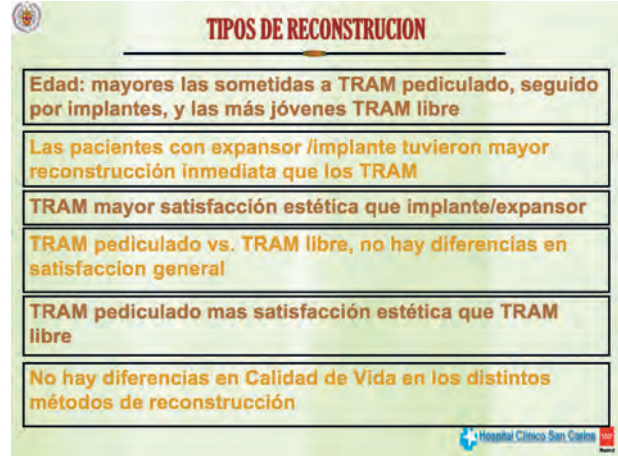 TIPOS DE RECONSTRUCION
Edad: mayores las sometidas a TRAM pediculado, seguido
por implantes, y las más jóvenes TRAM libre
Las pacientes con expansor /implante tuvieron mayor
reconstrucción inmediata que los TRAM
TRAM mayor satisfacción estética que implante/expansor
TRAM pediculado vs. TRAM libre, no hay diferencias en
satisfaccion general
TRAM pediculado mas satisfacción estética que TRAM
libre
No hay diferencias en Calidad de Vida en los distintos
métodos de reconstrucción
Hospital Clínico San Carlos